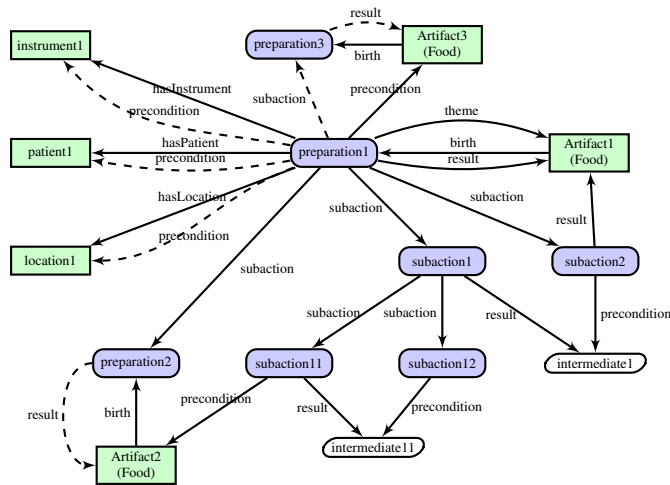 result
instrument1
preparation3
Artifact3
(Food)
birth
hasInstrument
precondition
subaction
precondition
theme
patient1
hasPatient
precondition
preparation1
birth
result
Artifact1
(Food)
hasLocation
subaction
subaction
result
precondition
location1
subaction
subaction1
subaction2
subaction
subaction
result
precondition
preparation2
subaction11
subaction12
intermediate1
result
birth
precondition
result
precondition
Artifact2
(Food)
intermediate11